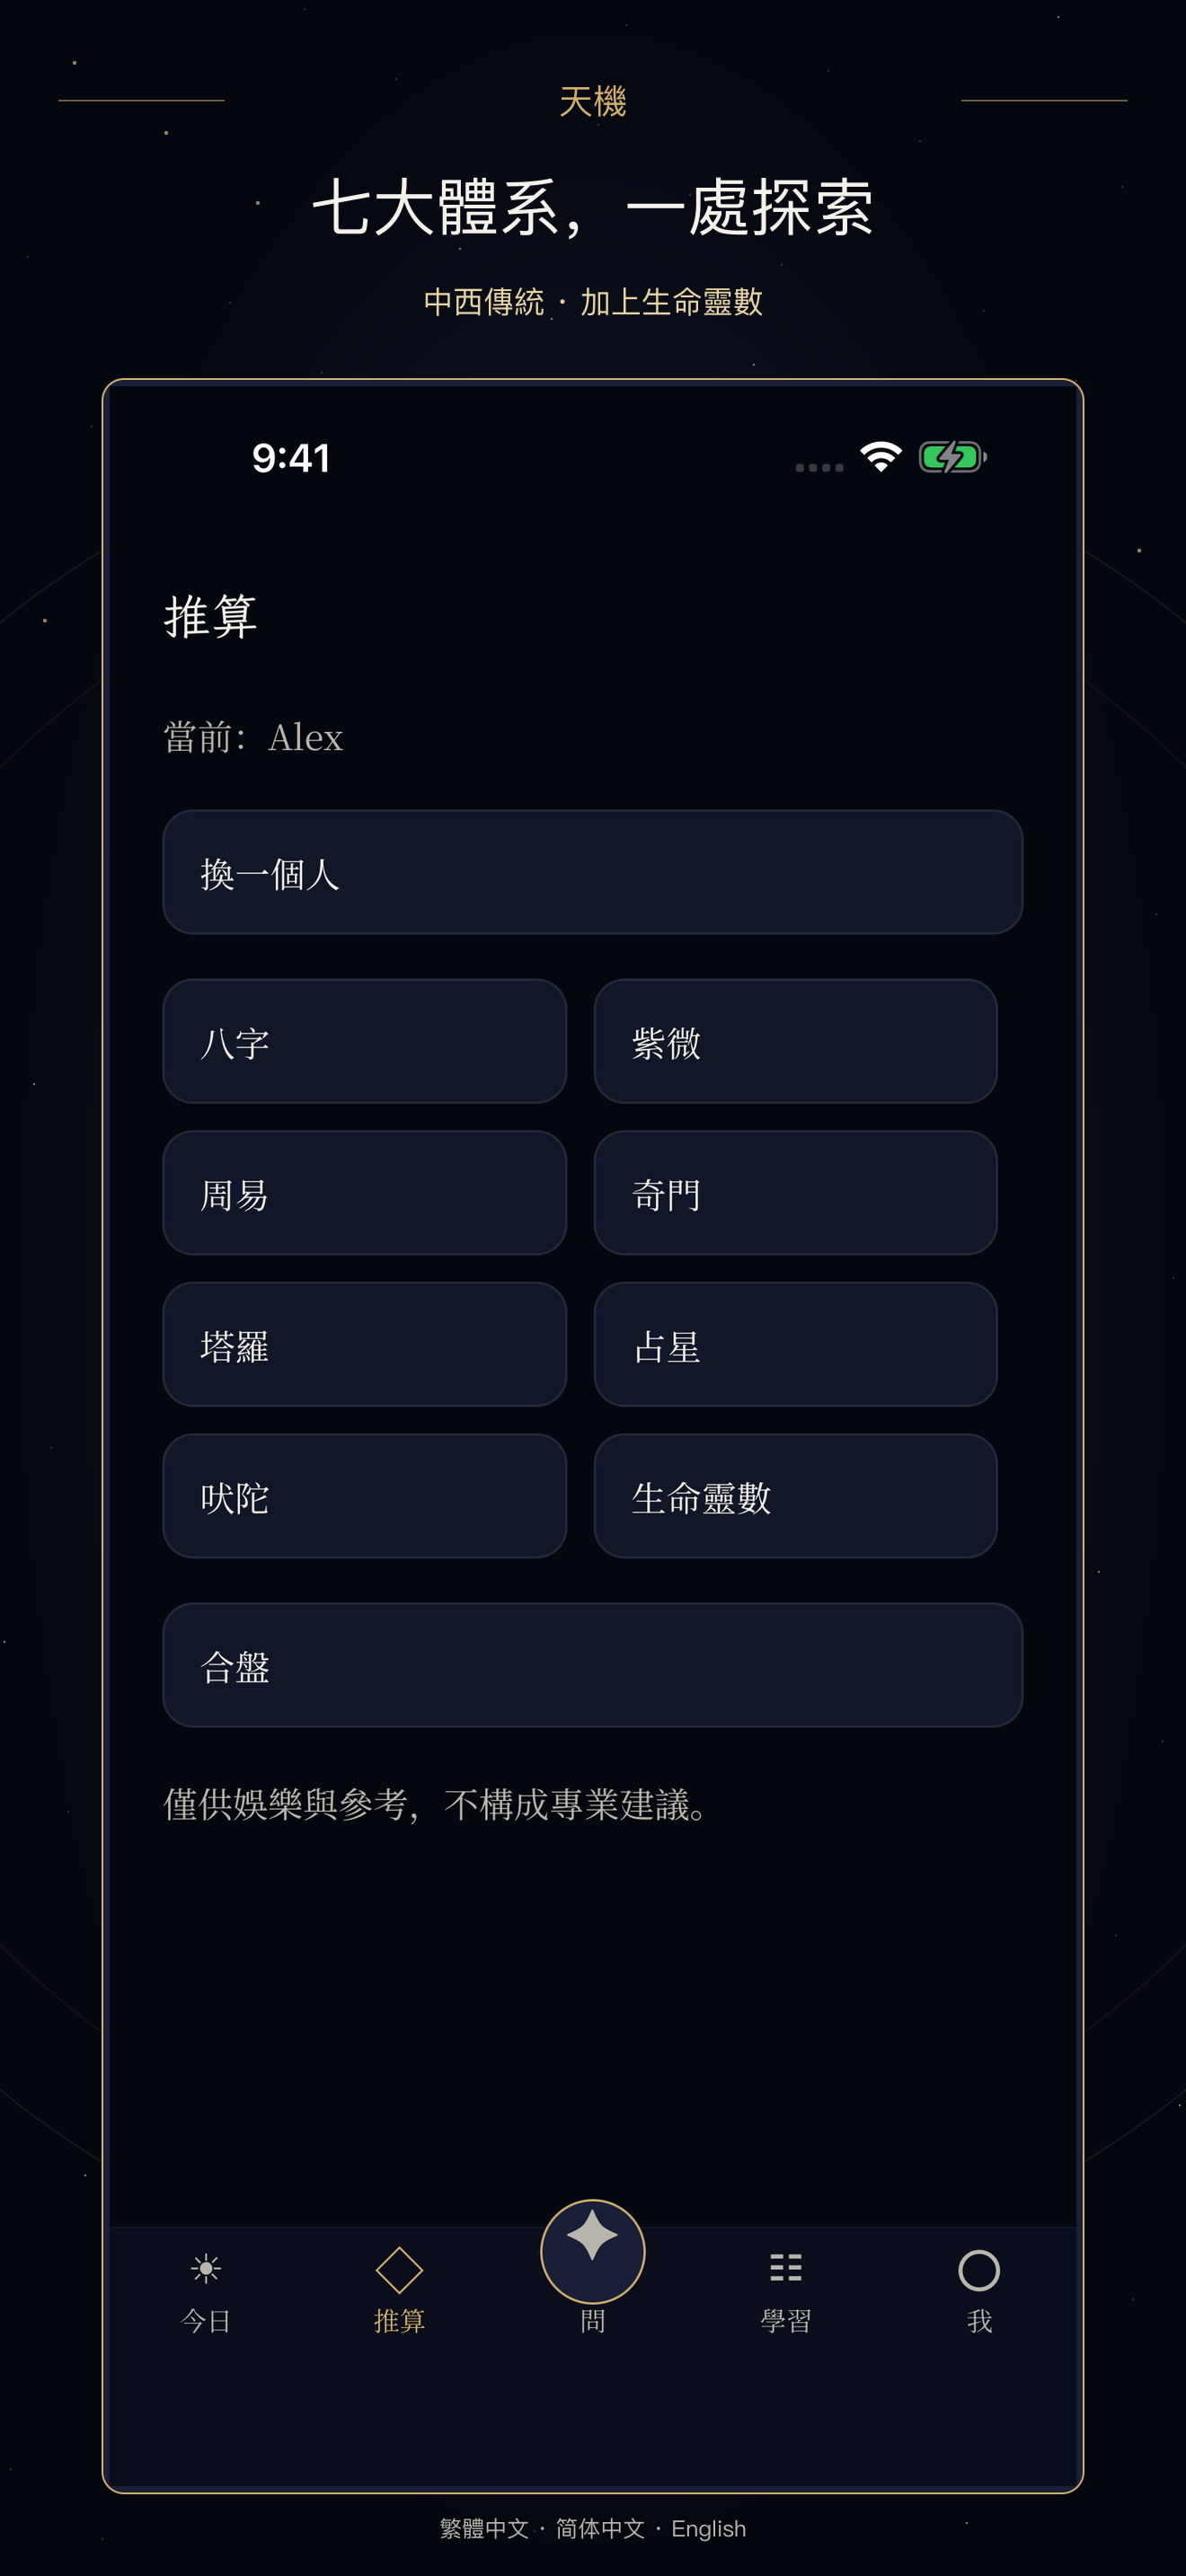 天機
七大體系，一處探索
中西傳統 · 加上生命靈數
9:41
推算
當前：Alex
換一個人
八字
紫微
周易
奇門
塔羅
占星
吠陀
生命靈數
合盤
僅供娛樂與參考，不構成專業建議。
今日
推算
問
學習
我
繁體中文 · 简体中文 · English